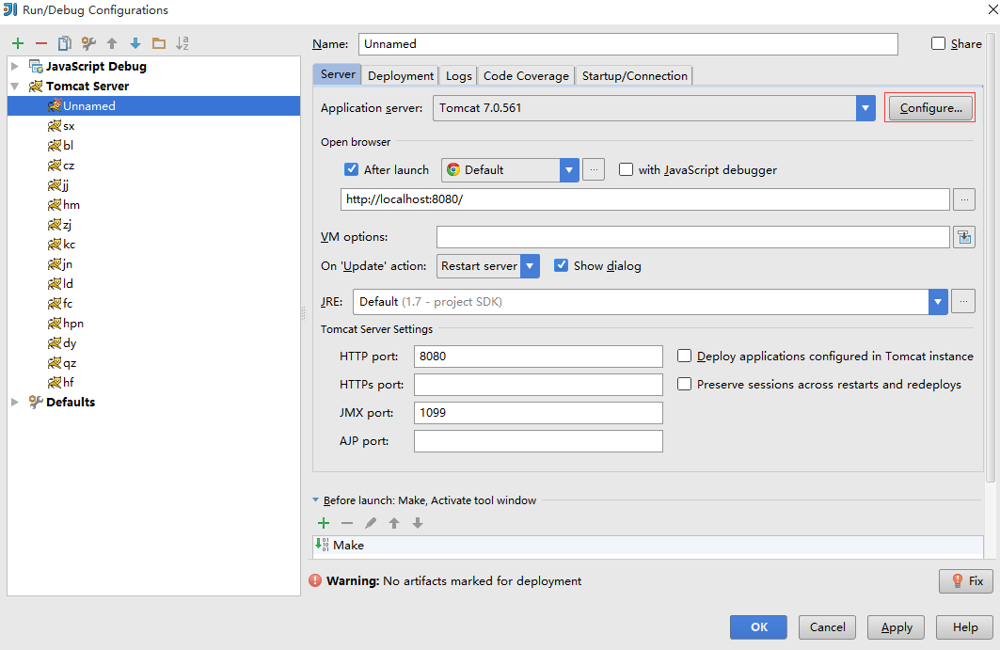 Run/Debug Configurations
JavaScript Debug
Tomcat Server
Unnamed
sx
bl
cz
jj
hm
zj
kc
jn
ld
fc
hpn
dy
qz
hf
Defaults
Name: Unnamed Share
Server Deployment Logs Code Coverage Startup/Connection
Application server: Tomcat 7.0.561 Configure...
Open browser
After launch Default ... with JavaScript debugger
http://localhost:8080/ ...
VM options:
On 'Update' action: Restart server Show dialog
JRE: Default (1.7 - project SDK) ...
Tomcat Server Settings
HTTP port: 8080 Deploy applications configured in Tomcat instance
HTTPs port: Preserve sessions across restarts and redeploys
JMX port: 1099
AJP port:
Before launch: Make, Activate tool window
Make
Warning: No artifacts marked for deployment Fix
OK Cancel Apply Help